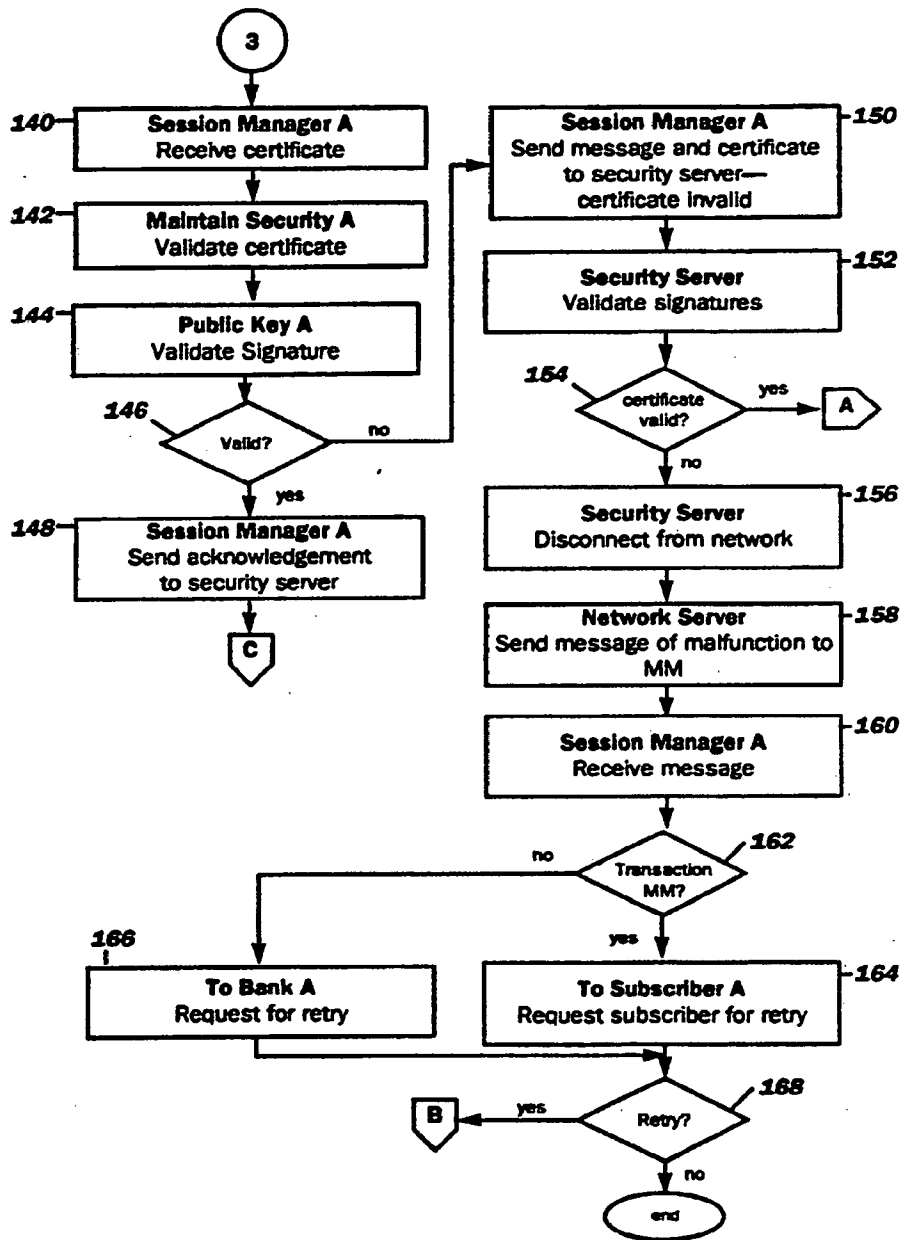 3
140
Session Manager A
Receive certificate
142
Maintain Security A
Validate certificate
144
Public Key A
Validate Signature
146
Valid?
no
yes
148
Session Manager A
Send acknowledgement
to security server
C
150
Session Manager A
Send message and certificate
to security server—
certificate invalid
152
Security Server
Validate signatures
154
certificate
valid?
yes
A
no
156
Security Server
Disconnect from network
158
Network Server
Send message of malfunction to
MM
160
Session Manager A
Receive message
162
Transaction
MM?
no
yes
166
To Bank A
Request for retry
164
To Subscriber A
Request subscriber for retry
168
Retry?
yes
B
no
end